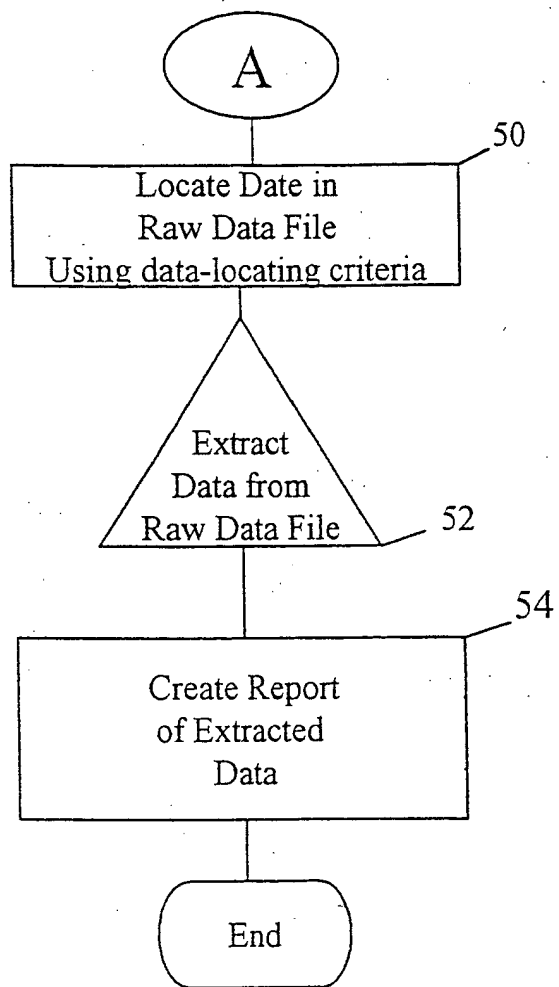 A
50
Locate Date in
Raw Data File
Using data-locating criteria
Extract
Data from
Raw Data File
52
54
Create Report
of Extracted
Data
End